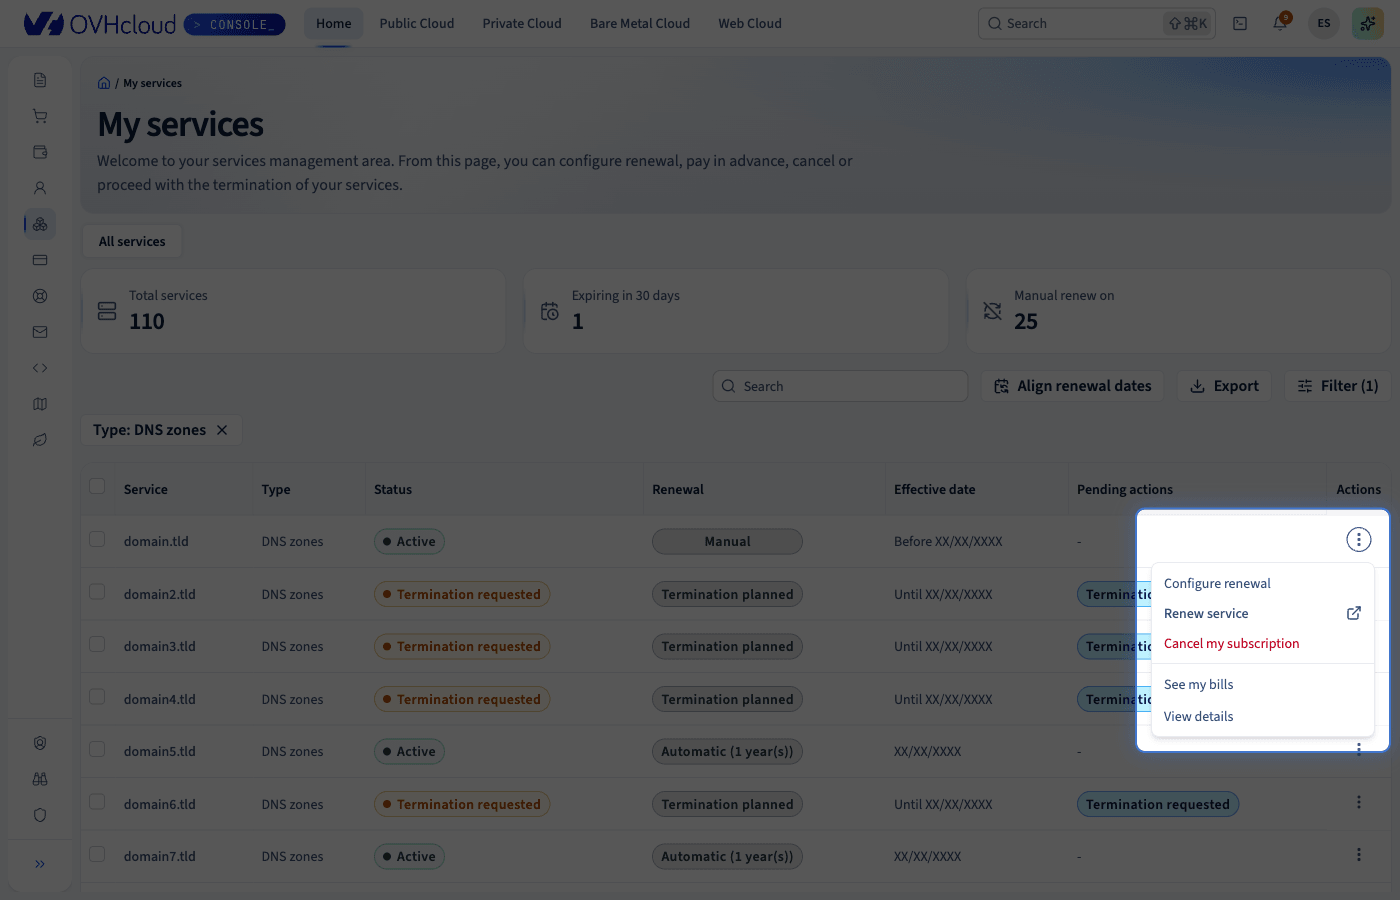 OVHcloud > CONSOLE_ Home Public Cloud Private Cloud Bare Metal Cloud Web Cloud Search ⇧⌘K 9 ES
/ My services
My services
Welcome to your services management area. From this page, you can configure renewal, pay in advance, cancel or
proceed with the termination of your services.
All services
Total services
110
Expiring in 30 days
1
Manual renew on
25
Search Align renewal dates Export Filter (1)
Type: DNS zones
Service Type Status Renewal Effective date Pending actions Actions
domain.tld DNS zones Active Manual Before XX/XX/XXXX -
domain2.tld DNS zones Termination requested Termination planned Until XX/XX/XXXX Terminatio
domain3.tld DNS zones Termination requested Termination planned Until XX/XX/XXXX Terminatio
domain4.tld DNS zones Termination requested Termination planned Until XX/XX/XXXX Terminatio
domain5.tld DNS zones Active Automatic (1 year(s)) XX/XX/XXXX -
domain6.tld DNS zones Termination requested Termination planned Until XX/XX/XXXX Termination requested
domain7.tld DNS zones Active Automatic (1 year(s)) XX/XX/XXXX -
Configure renewal
Renew service
Cancel my subscription
See my bills
View details